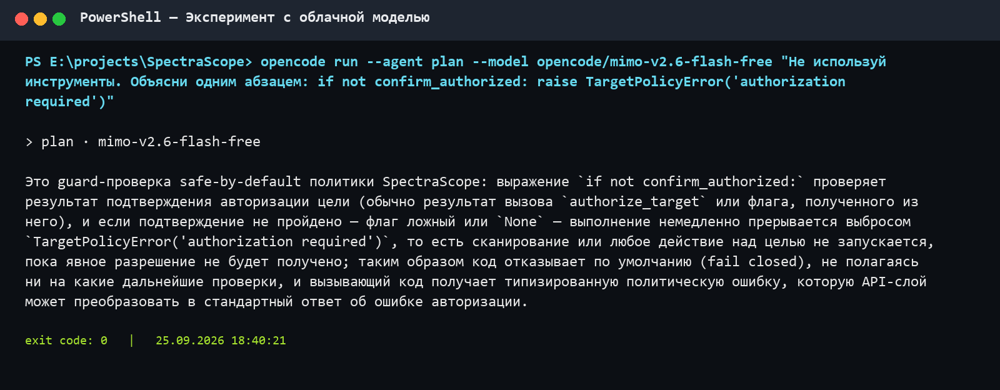 PowerShell — Эксперимент с облачной моделью
PS E:\projects\SpectraScope> opencode run --agent plan --model opencode/mimo-v2.6-flash-free "Не используй
инструменты. Объясни одним абзацем: if not confirm_authorized: raise TargetPolicyError('authorization
required')"
> plan · mimo-v2.6-flash-free
Это guard-проверка safe-by-default политики SpectraScope: выражение `if not confirm_authorized:` проверяет
результат подтверждения авторизации цели (обычно результат вызова `authorize_target` или флага, полученного из
него), и если подтверждение не пройдено — флаг ложный или `None` — выполнение немедленно прерывается выбросом
`TargetPolicyError('authorization required')`, то есть сканирование или любое действие над целью не запускается,
пока явное разрешение не будет получено; таким образом код отказывает по умолчанию (fail closed), не полагаясь
ни на какие дальнейшие проверки, и вызывающий код получает типизированную политическую ошибку, которую API-слой
может преобразовать в стандартный ответ об ошибке авторизации.
exit code: 0 | 25.09.2026 18:40:21